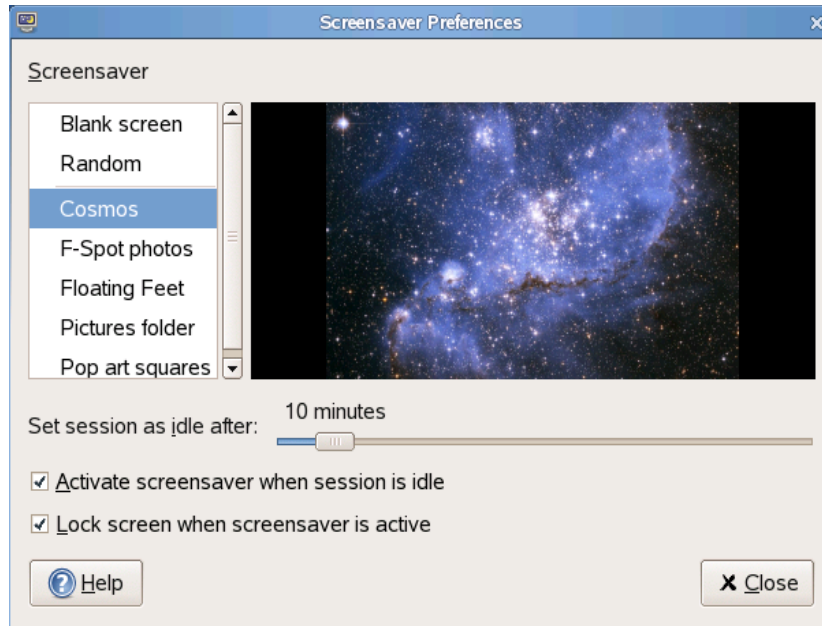 Screensaver Preferences
Screensaver
Blank screen
Random
Cosmos
F-Spot photos
Floating Feet
Pictures folder
Pop art squares
10 minutes
Set session as idle after:
Activate screensaver when session is idle
Lock screen when screensaver is active
Help
Close